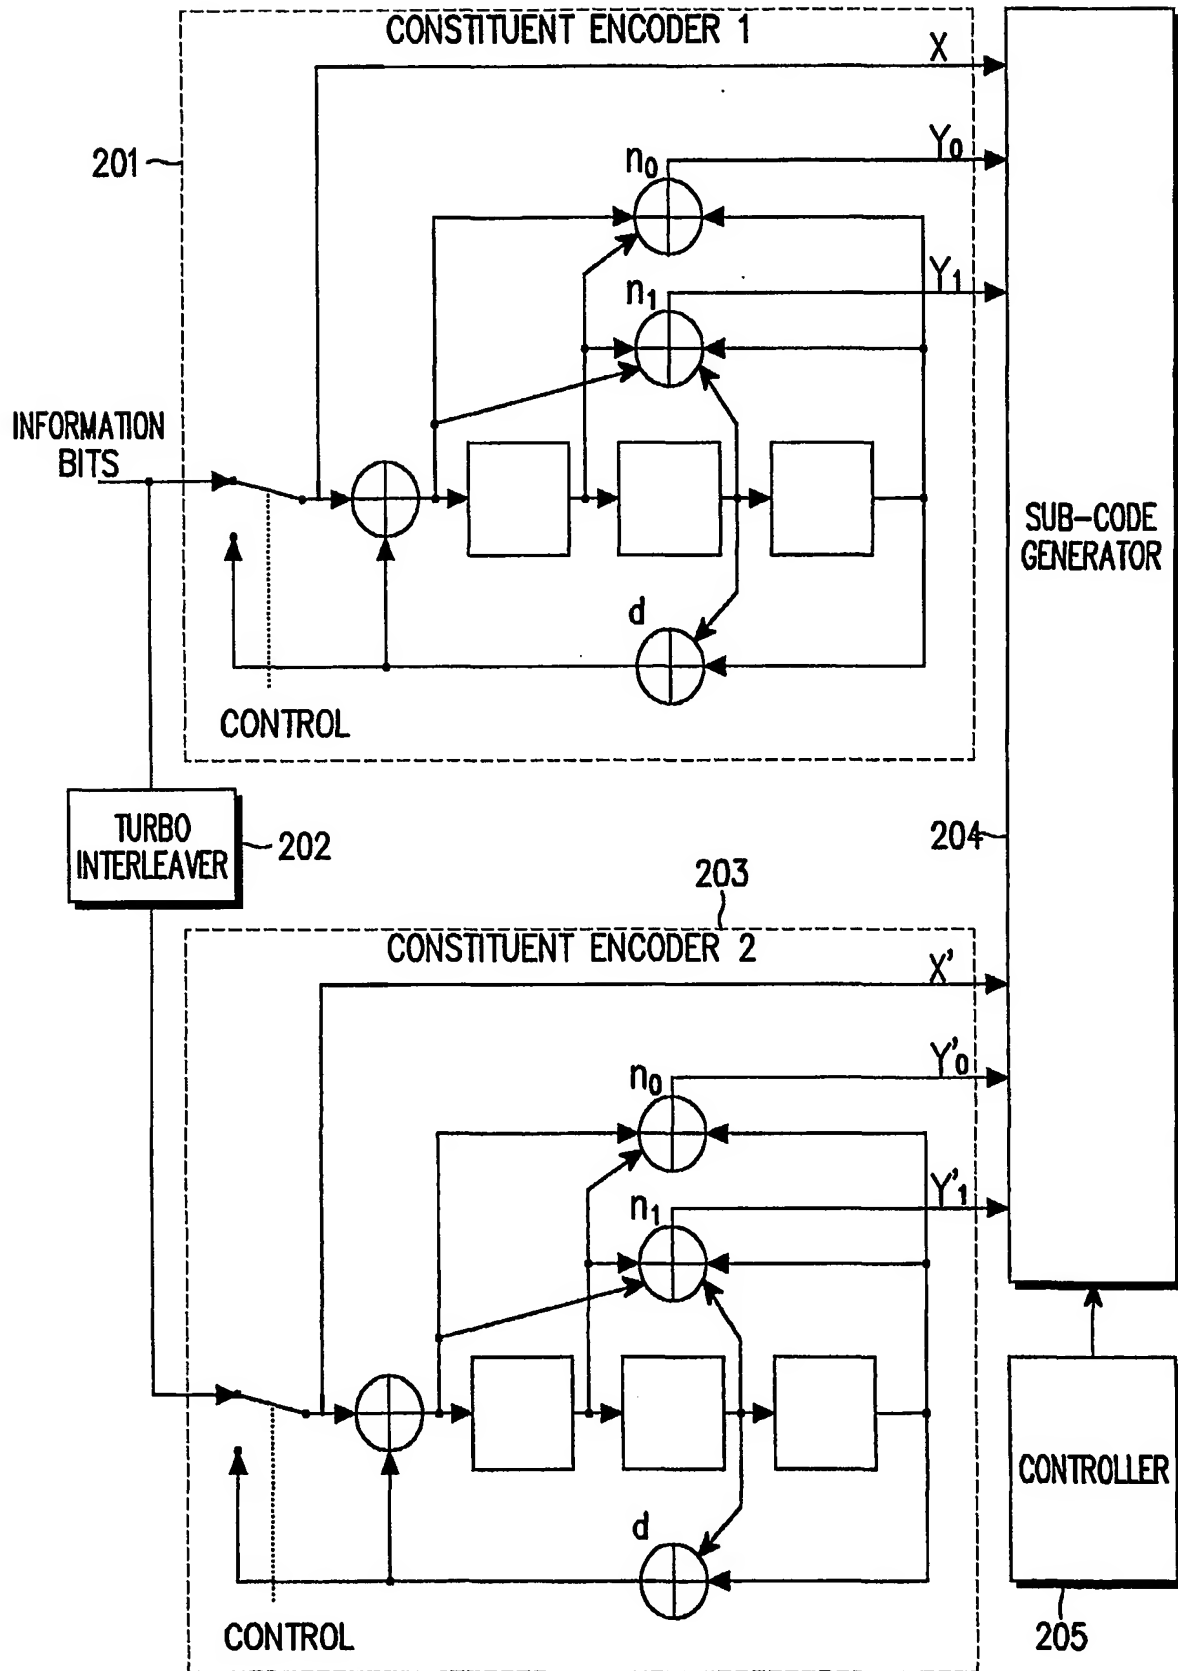 CONSTITUENT ENCODER 1
X
201
n0
Y0
n1
Y1
INFORMATION
BITS
SUB-CODE
GENERATOR
d
CONTROL
TURBO
INTERLEAVER
202
204
203
CONSTITUENT ENCODER 2
X'
n0
Y'0
n1
Y'1
CONTROLLER
d
CONTROL
205